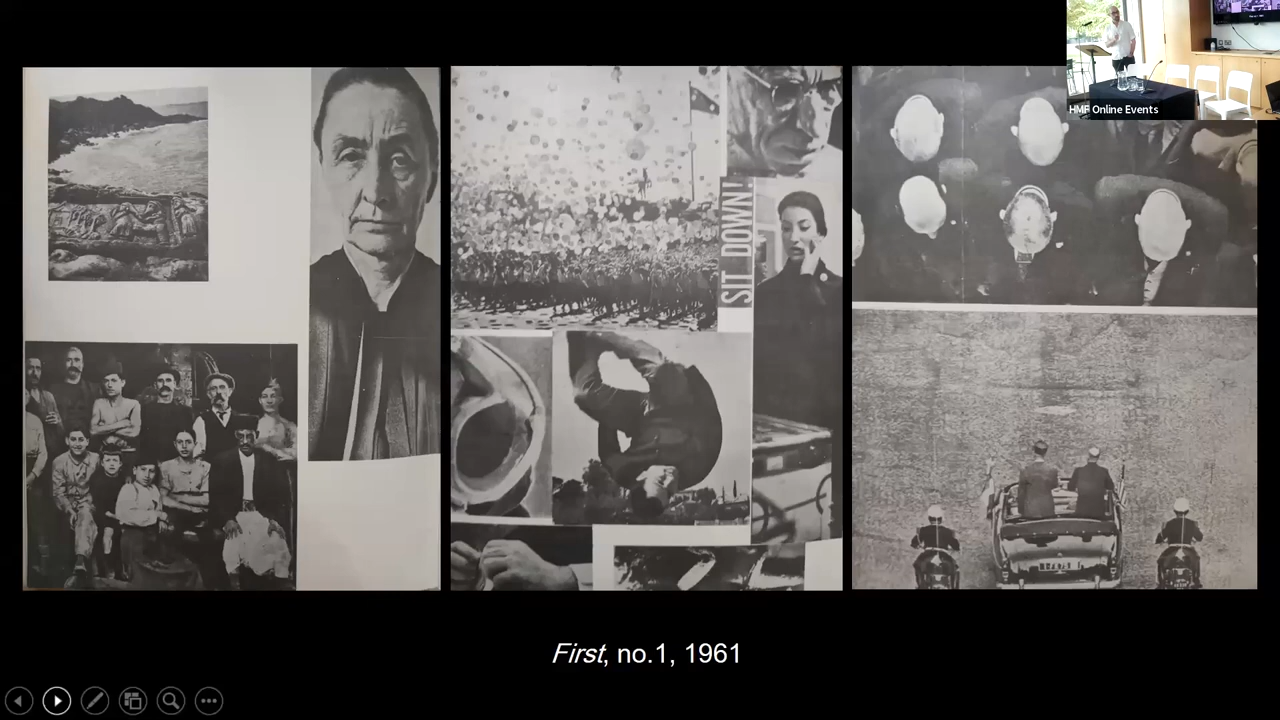 HMF Online Events
SIT DOWN!
First, no.1, 1961